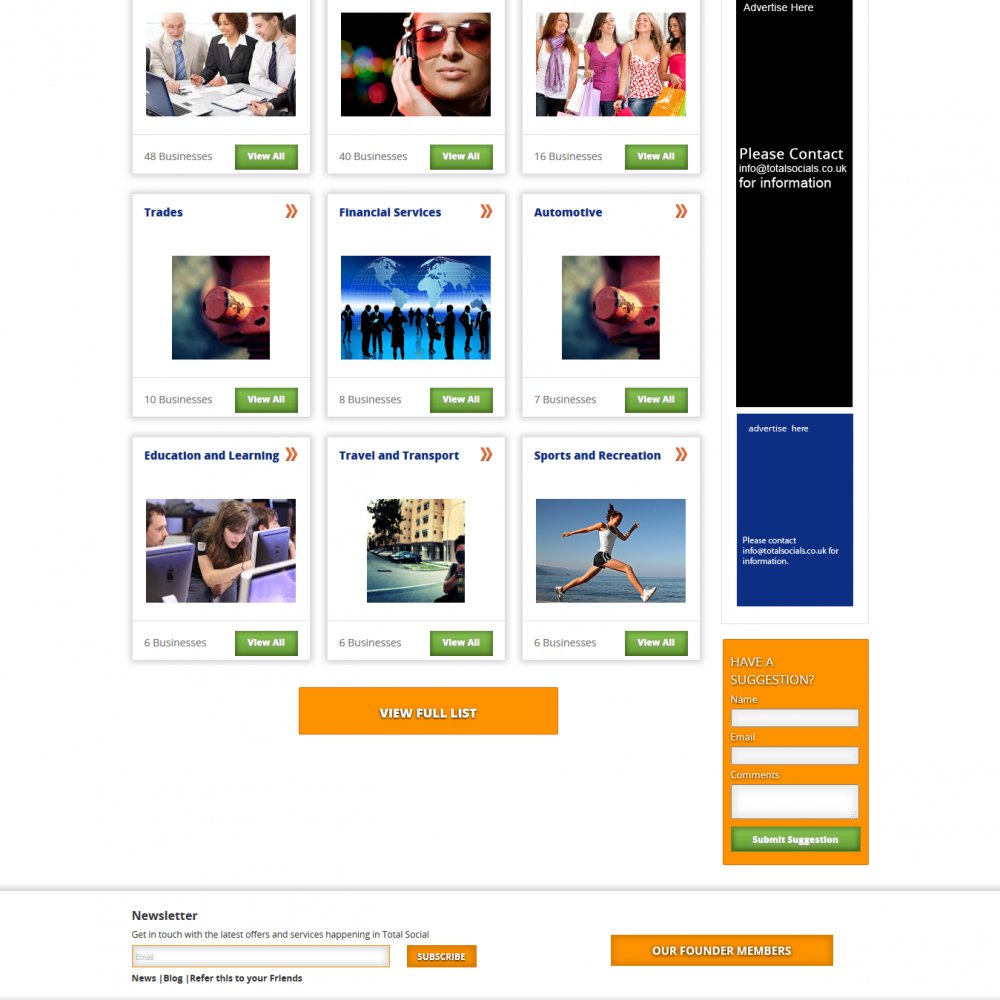 48 Businesses
View All
40 Businesses
View All
16 Businesses
View All
Trades
Financial Services
Automotive
10 Businesses
View All
8 Businesses
View All
7 Businesses
View All
Education and Learning
Travel and Transport
Sports and Recreation
6 Businesses
View All
6 Businesses
View All
6 Businesses
View All
VIEW FULL LIST
Advertise Here
Please Contact
info@totalsocials.co.uk
for information
advertise here
Please contact
info@totalsocials.co.uk for
information.
HAVE A
SUGGESTION?
Name
Email
Comments
Submit Suggestion
Newsletter
Get in touch with the latest offers and services happening in Total Social
Email
SUBSCRIBE
News |Blog |Refer this to your Friends
OUR FOUNDER MEMBERS